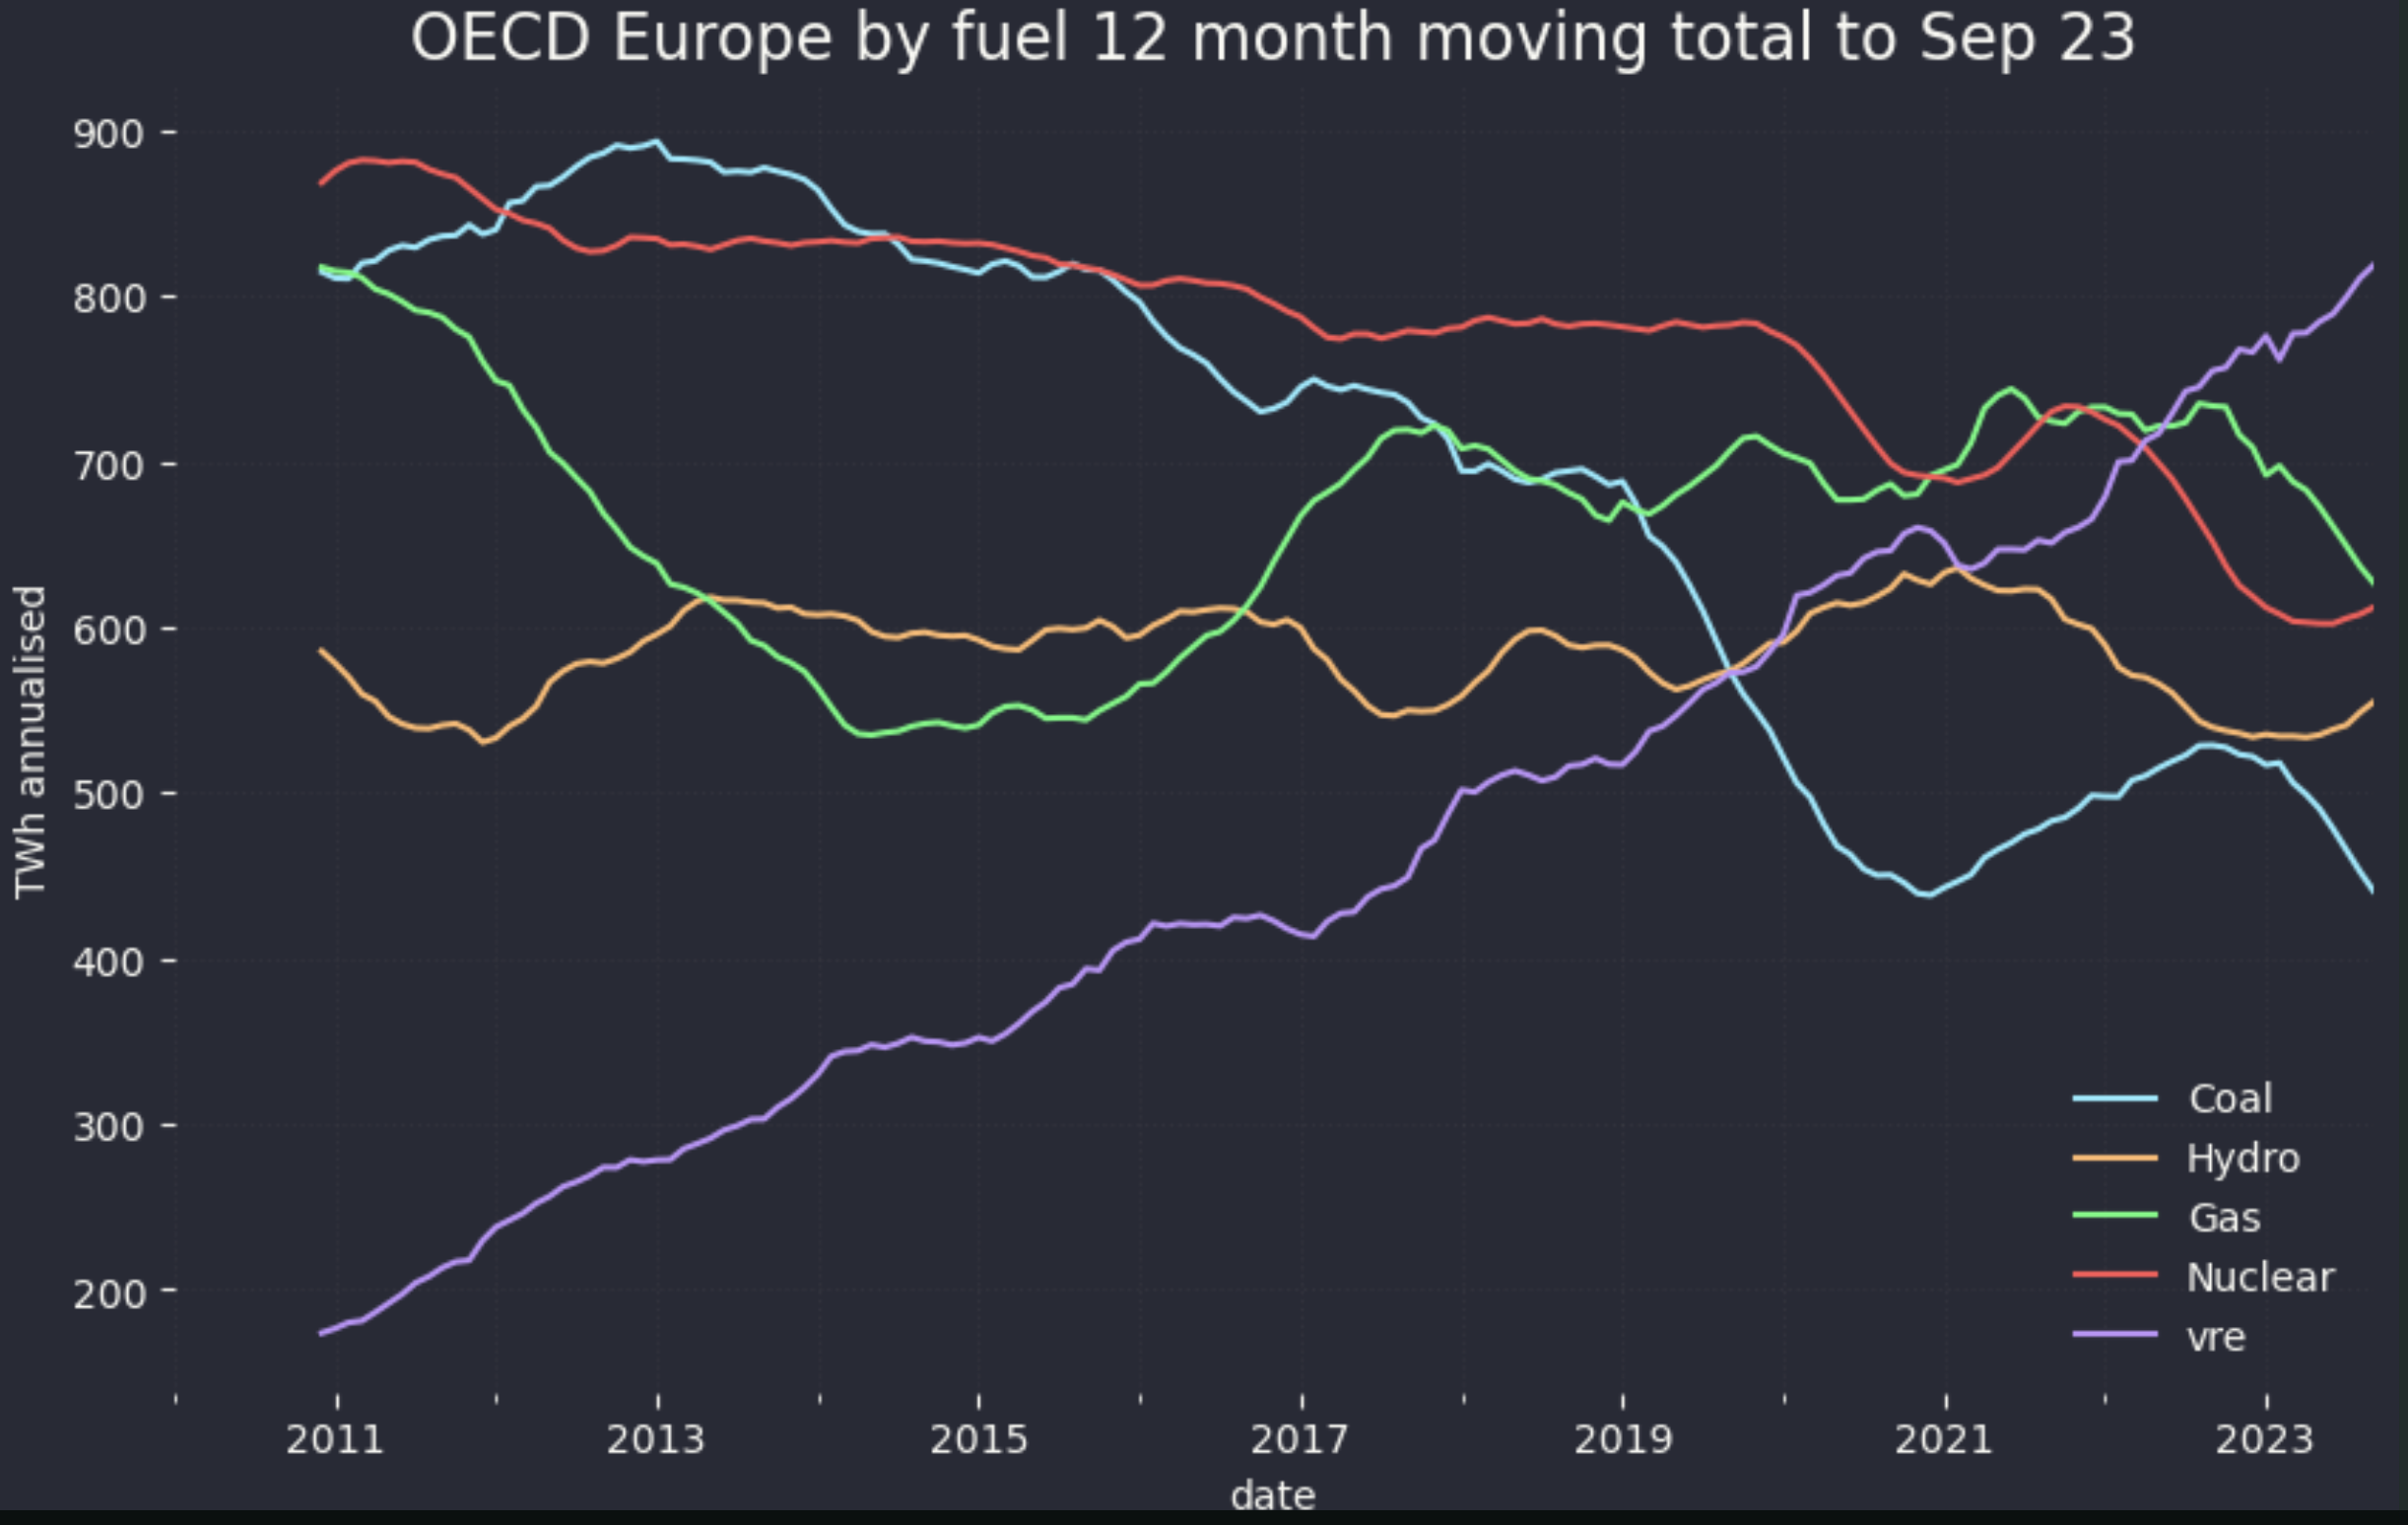 OECD Europe by fuel 12 month moving total to Sep 23
TWh annualised
900
800
700
600
500
400
300
200
Coal
Hydro
Gas
Nuclear
vre
2011 2013 2015 2017 2019 2021 2023
date